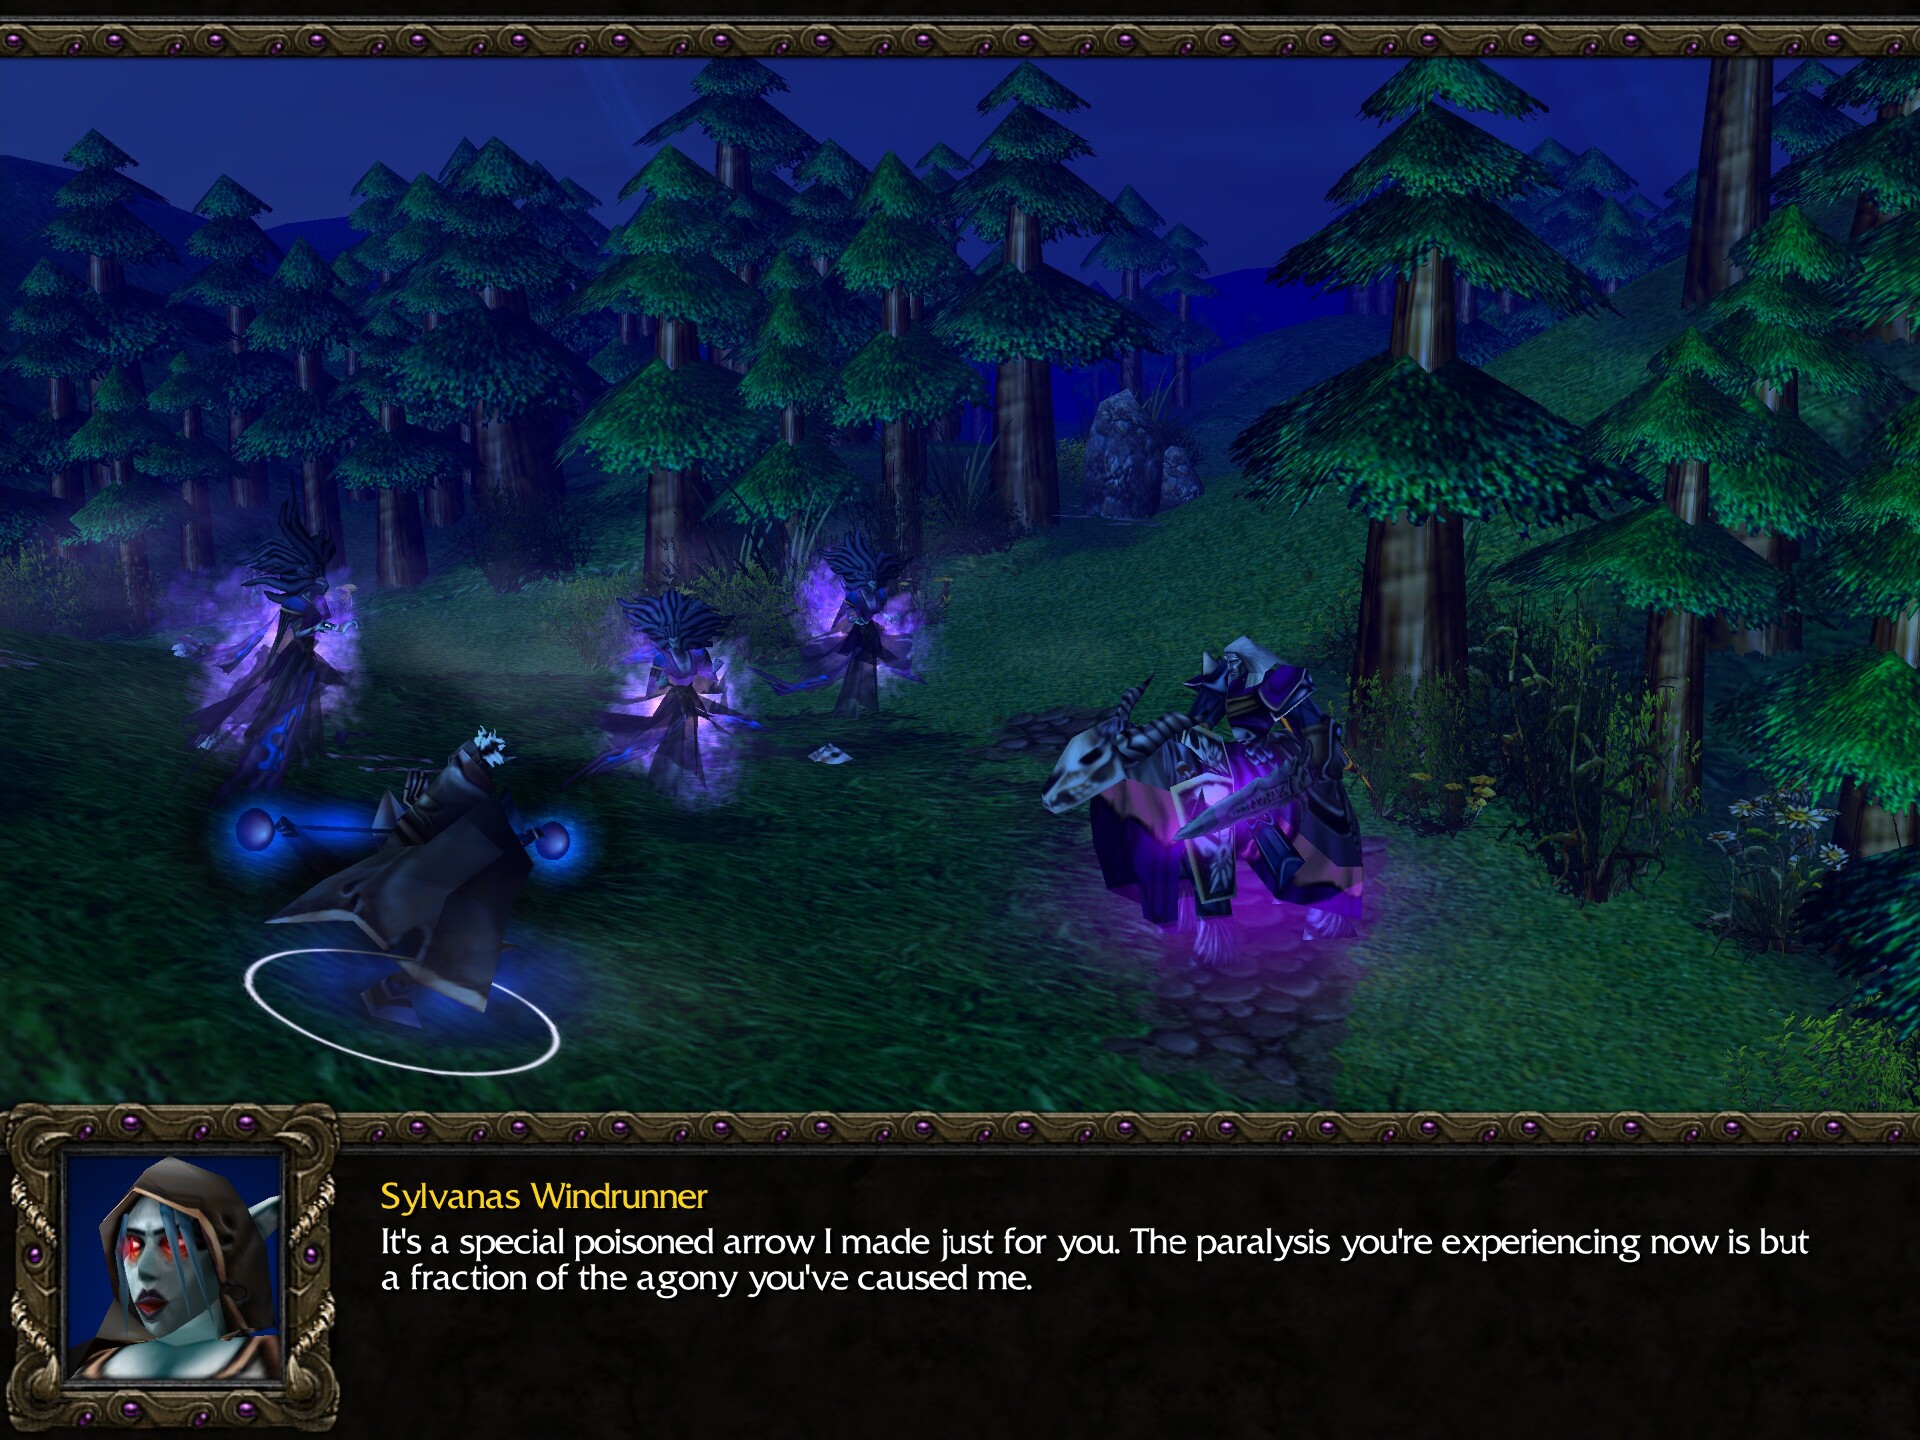 Sylvanas Windrunner
It's a special poisoned arrow I made just for you. The paralysis you're experiencing now is but
a fraction of the agony you've caused me.